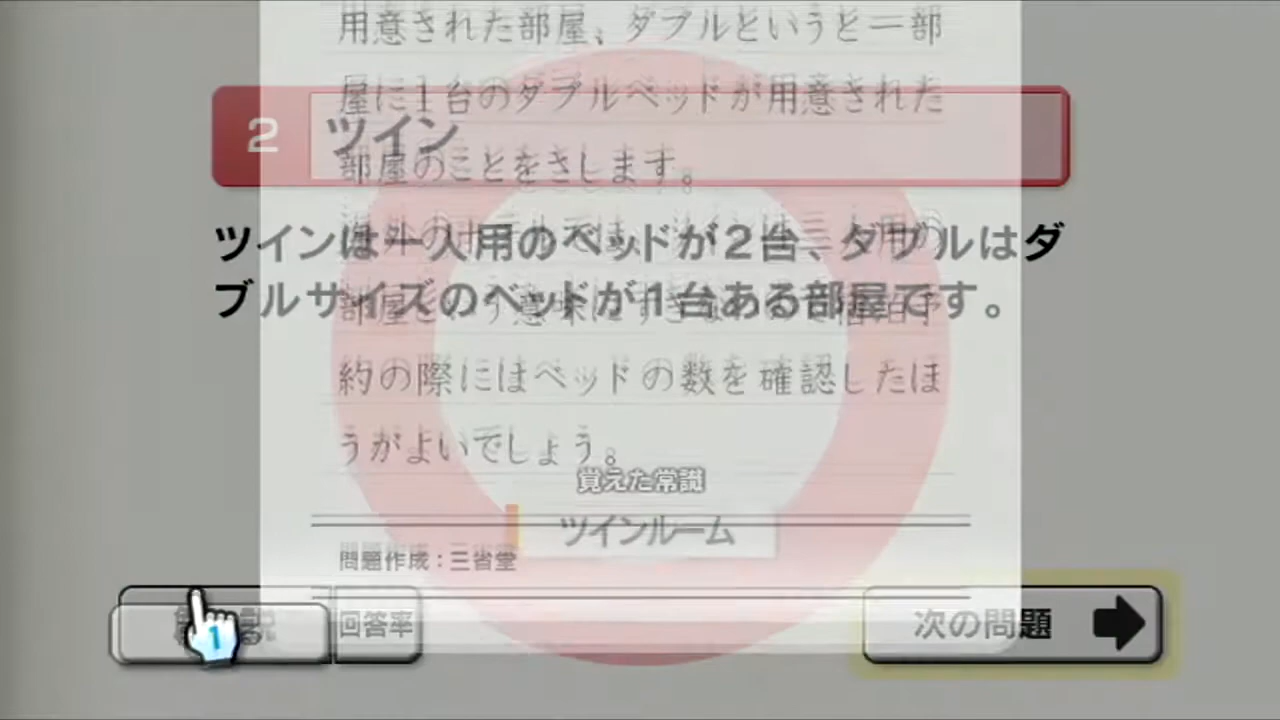 用意された部屋、ダブルというと一部
屋に1台のダブルベッドが用意された
2 ツイン
部屋のことをさします。
ツインは一人用のベッドが2台、ダブルはダ
ブルサイズのベッドが1台ある部屋です。
約の際にはベッドの数を確認したほ
うがよいでしょう。
覚えた常識
ツインルーム
問題作成：三省堂
解説
回答率
次の問題
1